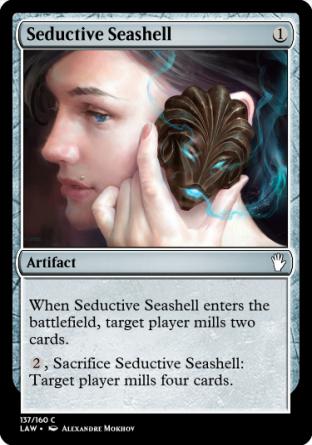 Seductive Seashell 1
Artifact
When Seductive Seashell enters the
battlefield, target player mills two
cards.
2, Sacrifice Seductive Seashell:
Target player mills four cards.
137/160 C
LAW • Alexandre Mokhov